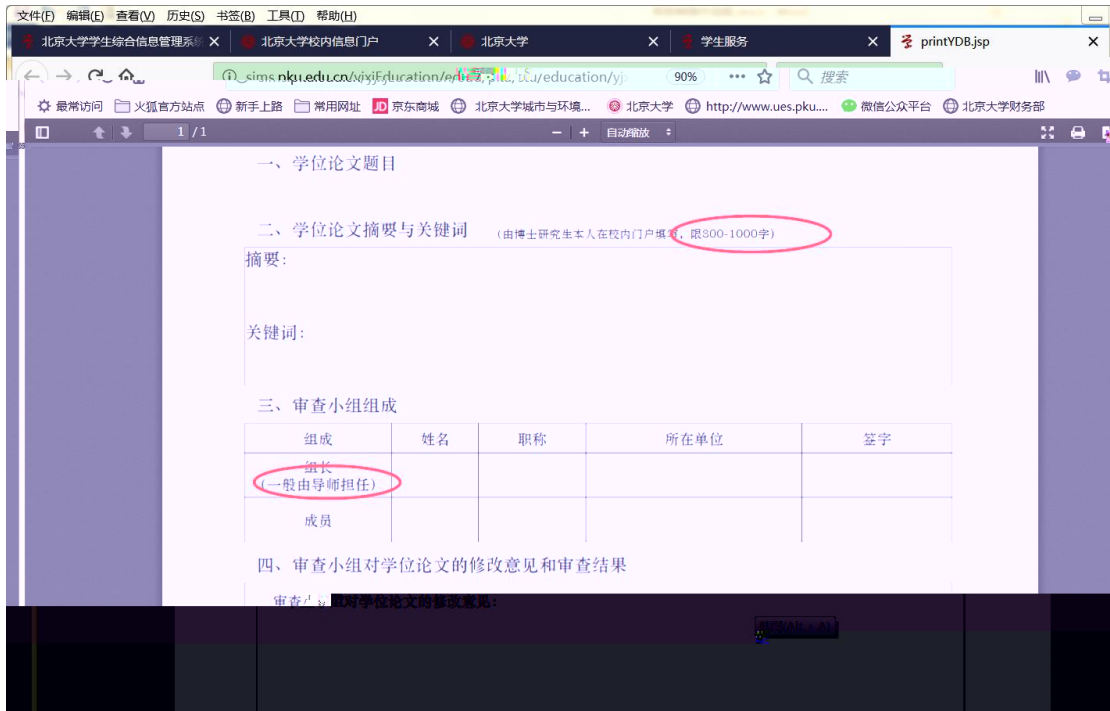 文件(F) 编辑(E) 查看(V) 历史(S) 书签(B) 工具(T) 帮助(H)
北京大学学生综合信息管理系统 北京大学校内信息门户 北京大学 学生服务 printYDB.jsp
sims.pku.edu.cn 90% 搜索
最常访问 火狐官方站点 新手上路 常用网址 JD 京东商城 北京大学城市与环境... 北京大学 http://www.ues.pku.... 微信公众平台 北京大学财务部
1 /1 自动缩放
一、学位论文题目
二、学位论文摘要与关键词 (由博士研究生本人在校内门户填写,限800-1000字)
摘要:
关键词:
三、审查小组组成
组成 姓名 职称 所在单位 签字
组长
(一般由导师担任)
成员
四、审查小组对学位论文的修改意见和审查结果
审查小组对学位论文的修改意见: